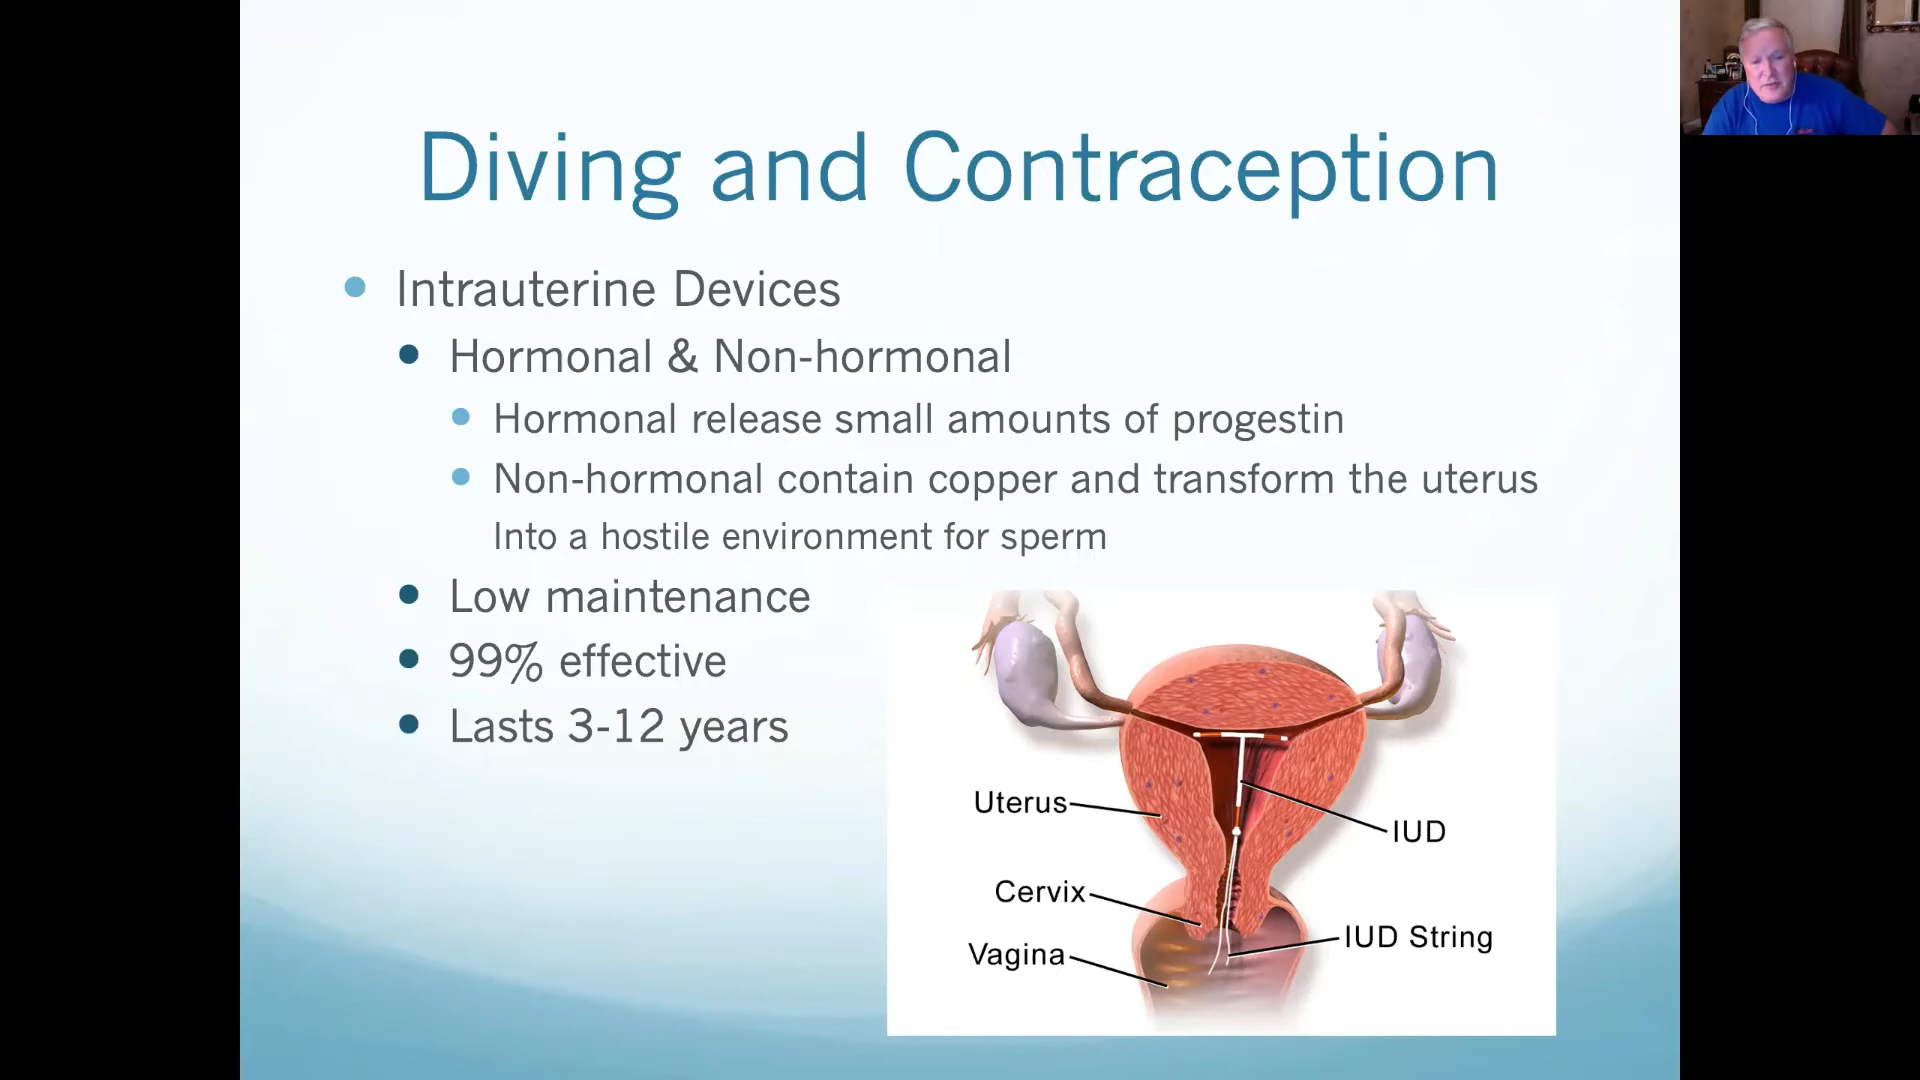 Diving and Contraception
Intrauterine Devices
Hormonal & Non-hormonal
Hormonal release small amounts of progestin
Non-hormonal contain copper and transform the uterus
Into a hostile environment for sperm
Low maintenance
99% effective
Lasts 3-12 years
Uterus
IUD
Cervix
IUD String
Vagina